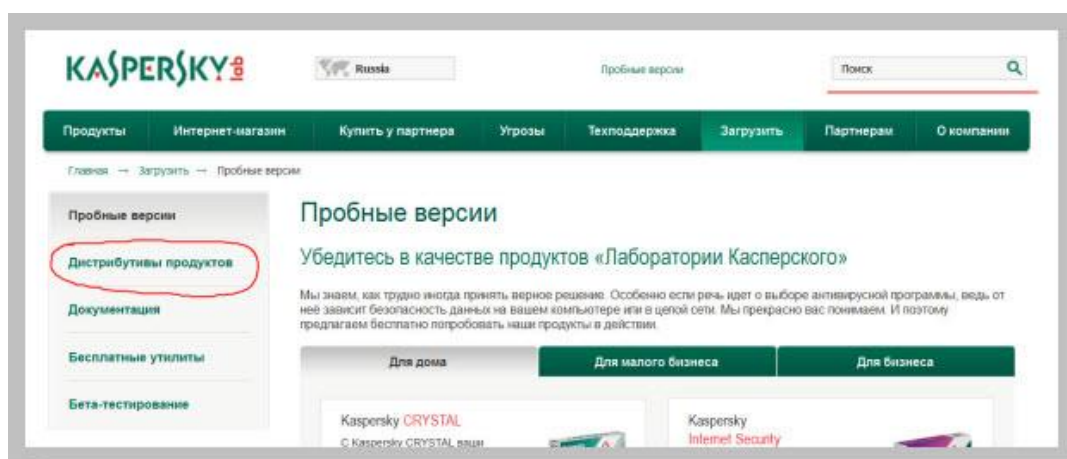 KASPERSKY lab
Russia
Пробные версии
Поиск
Продукты Интернет-магазин Купить у партнера Угрозы Техподдержка Загрузить Партнерам О компании
Главная → Загрузить → Пробные версии
Пробные версии
Дистрибутивы продуктов
Документация
Бесплатные утилиты
Бета-тестирование
Пробные версии
Убедитесь в качестве продуктов «Лаборатории Касперского»
Мы знаем, как трудно иногда принять верное решение. Особенно если речь идет о выборе антивирусной программы, ведь от
неё зависит безопасность данных на вашем компьютере или в целой сети. Мы прекрасно вас понимаем. И поэтому
предлагаем бесплатно попробовать наши продукты в действии.
Для дома Для малого бизнеса Для бизнеса
Kaspersky CRYSTAL
С Kaspersky CRYSTAL ваши
Kaspersky
Internet Security